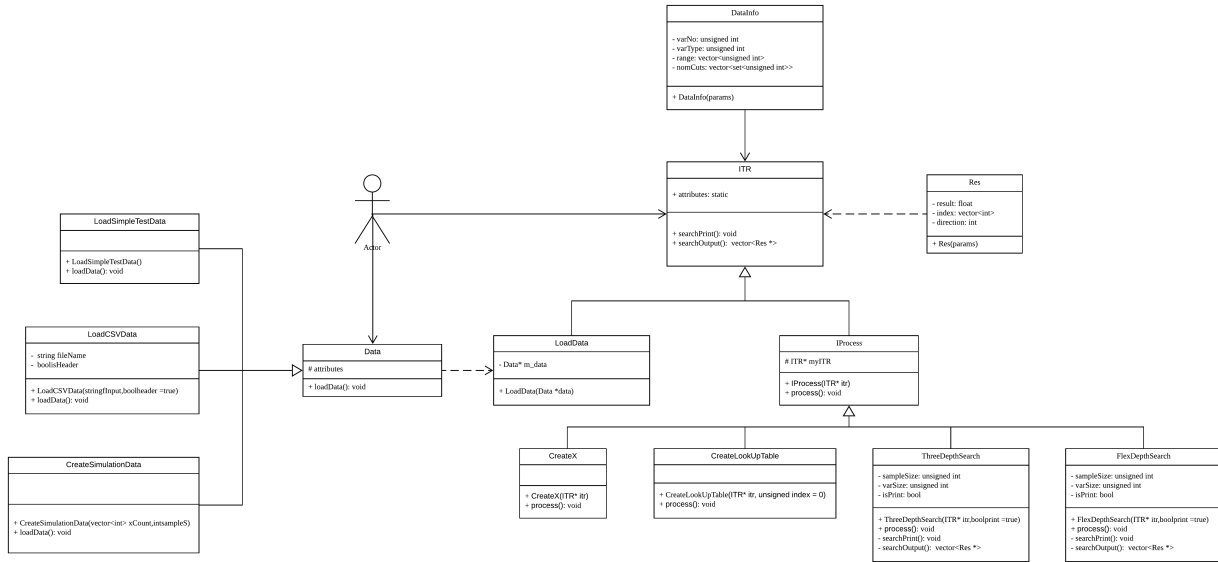 DataInfo
- varNo: unsigned int
- varType: unsigned int
- range: vector<unsigned int>
- nomCuts: vector<set<unsigned int>>
+ DataInfo(params)
ITR
+ attributes: static
+ searchPrint(): void
+ searchOutput():  vector<Res *>
Res
- result: float
- index: vector<int>
- direction: int
+ Res(params)
Actor
LoadSimpleTestData
+ LoadSimpleTestData()
+ loadData(): void
LoadCSVData
-  string fileName
-  boolisHeader
+ LoadCSVData(stringfInput,boolheader =true)
+ loadData(): void
CreateSimulationData
+ CreateSimulationData(vector<int> xCount,intsampleS)
+ loadData(): void
Data
# attributes
+ loadData(): void
LoadData
- Data* m_data
+ LoadData(Data *data)
IProcess
# ITR* myITR
+ IProcess(ITR* itr)
+ process(): void
CreateX
+ CreateX(ITR* itr)
+ process(): void
CreateLookUpTable
+ CreateLookUpTable(ITR* itr, unsigned index = 0)
+ process(): void
ThreeDepthSearch
- sampleSize: unsigned int
- varSize: unsigned int
- isPrint: bool
+ ThreeDepthSearch(ITR* itr,boolprint =true)
+ process(): void
- searchPrint(): void
- searchOutput():  vector<Res *>
FlexDepthSearch
- sampleSize: unsigned int
- varSize: unsigned int
- isPrint: bool
+ FlexDepthSearch(ITR* itr,boolprint =true)
+ process(): void
- searchPrint(): void
- searchOutput():  vector<Res *>